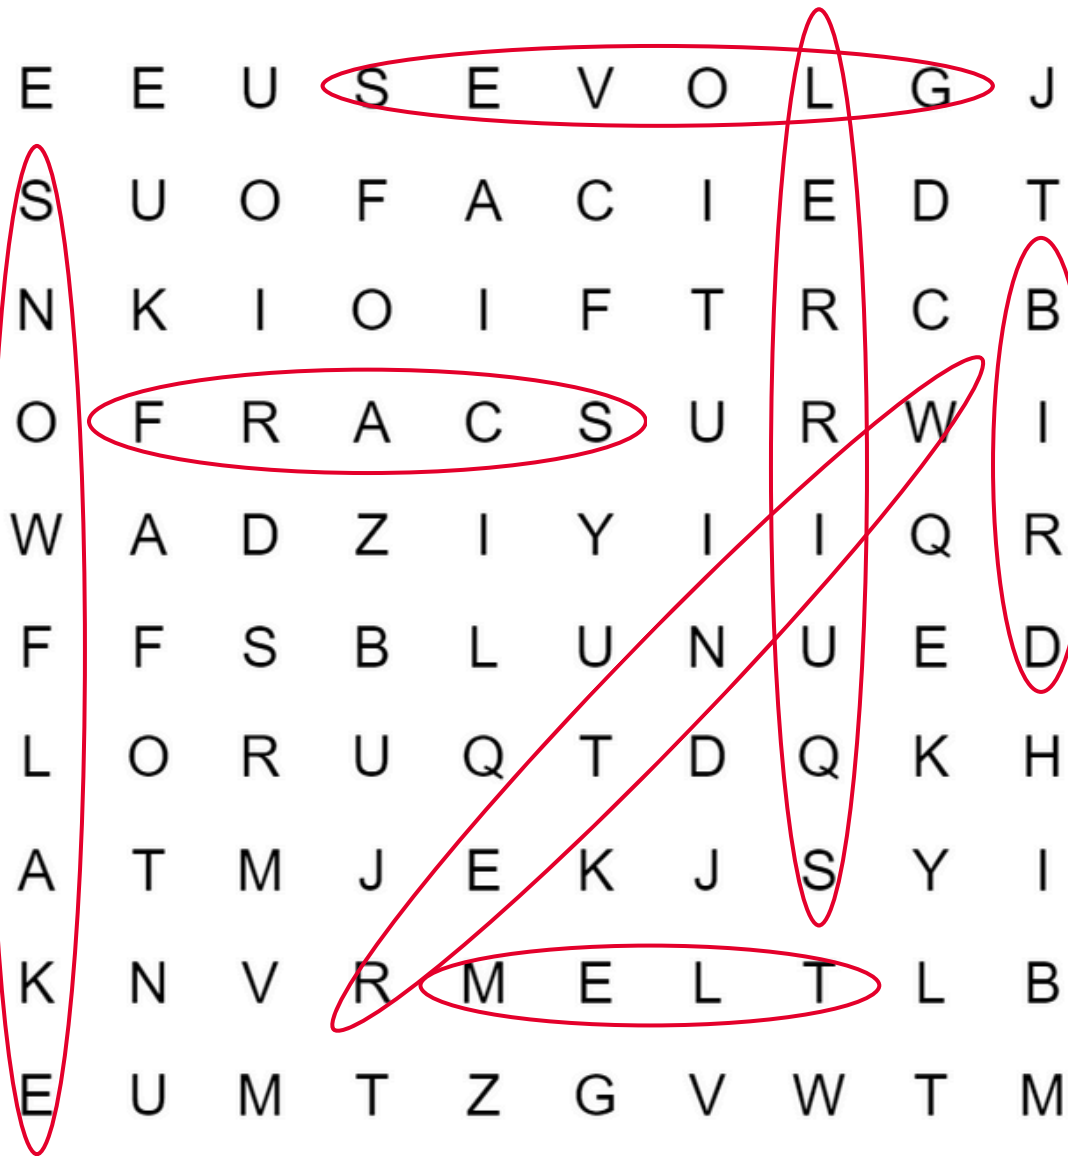 E E U S E V O L G J
S U O F A C I E D T
N K I O I F T R C B
O F R A C S U R W I
W A D Z I Y I I Q R
F F S B L U N U E D
L O R U Q T D Q K H
A T M J E K J S Y I
K N V R M E L T L B
E U M T Z G V W T M